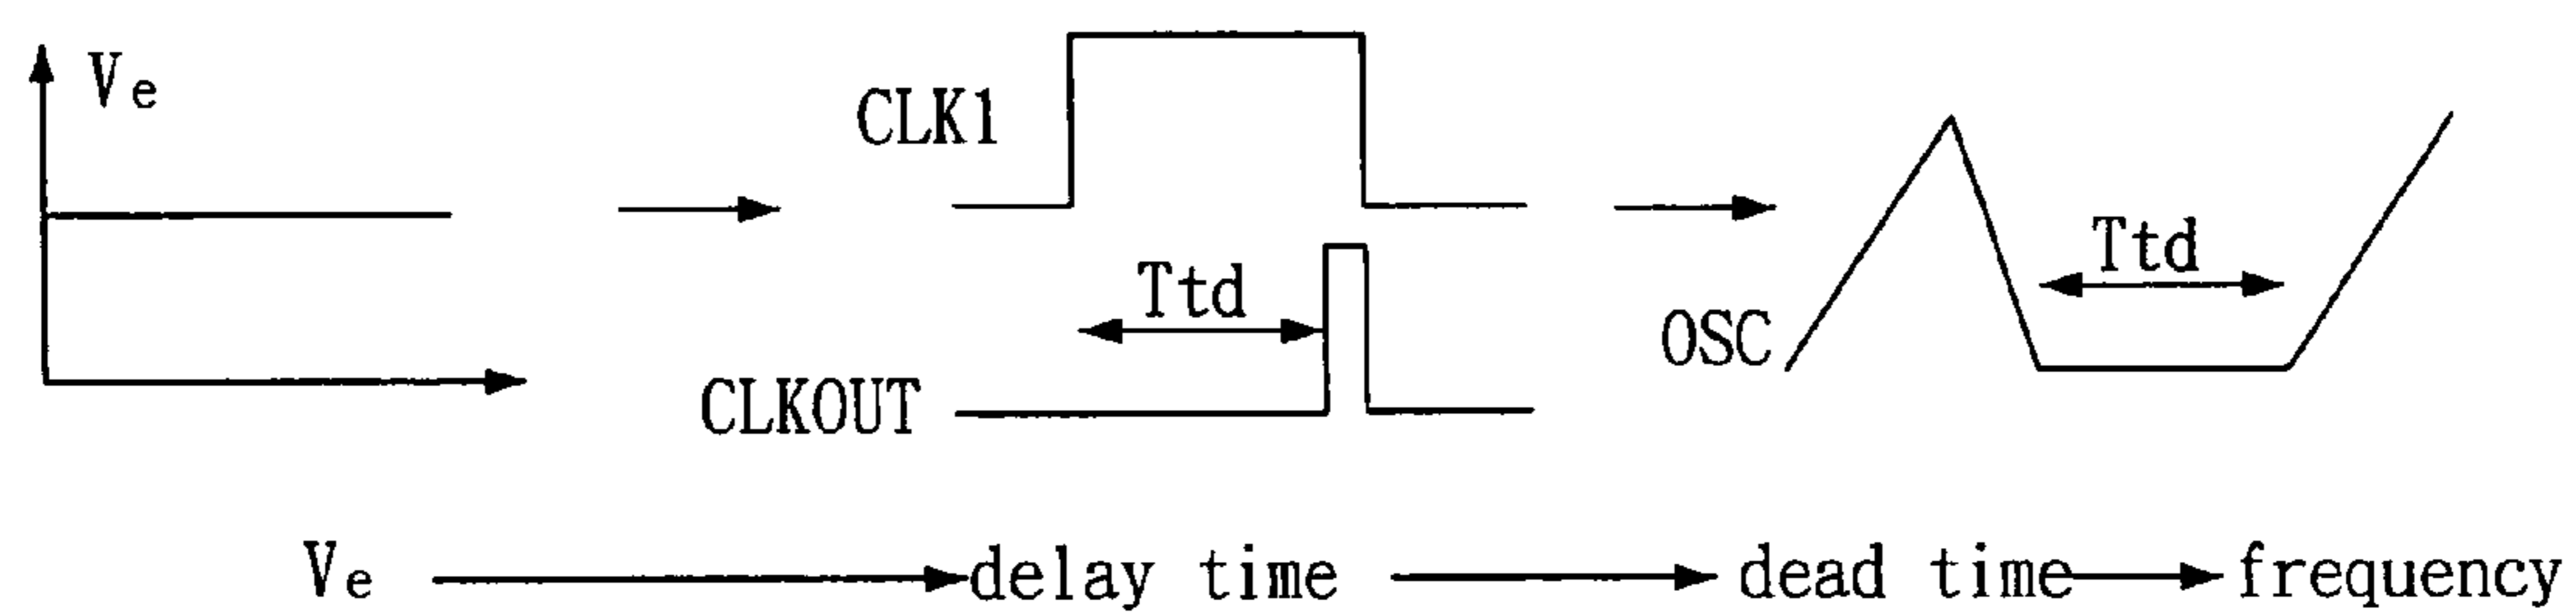 Ve
CLK1
Ttd
CLKOUT
Ttd
OSC
Ve delay time dead time frequency